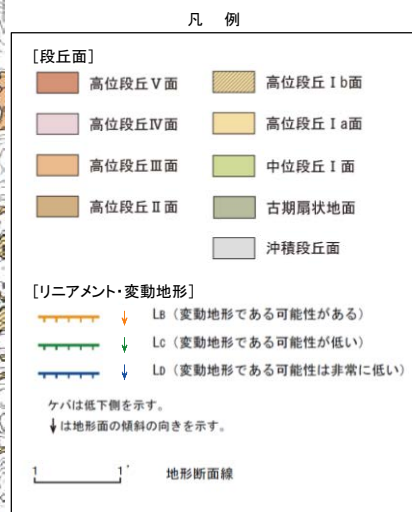 凡 例
[段丘面]
高位段丘Ⅴ面
高位段丘Ⅳ面
高位段丘Ⅲ面
高位段丘Ⅱ面
高位段丘Ⅰb面
高位段丘Ⅰa面
中位段丘Ⅰ面
古期扇状地面
沖積段丘面
[リニアメント・変動地形]
LB（変動地形である可能性がある）
LC（変動地形である可能性が低い）
LD（変動地形である可能性は非常に低い）
ケバは低下側を示す。
↓は地形面の傾斜の向きを示す。
1 1' 地形断面線